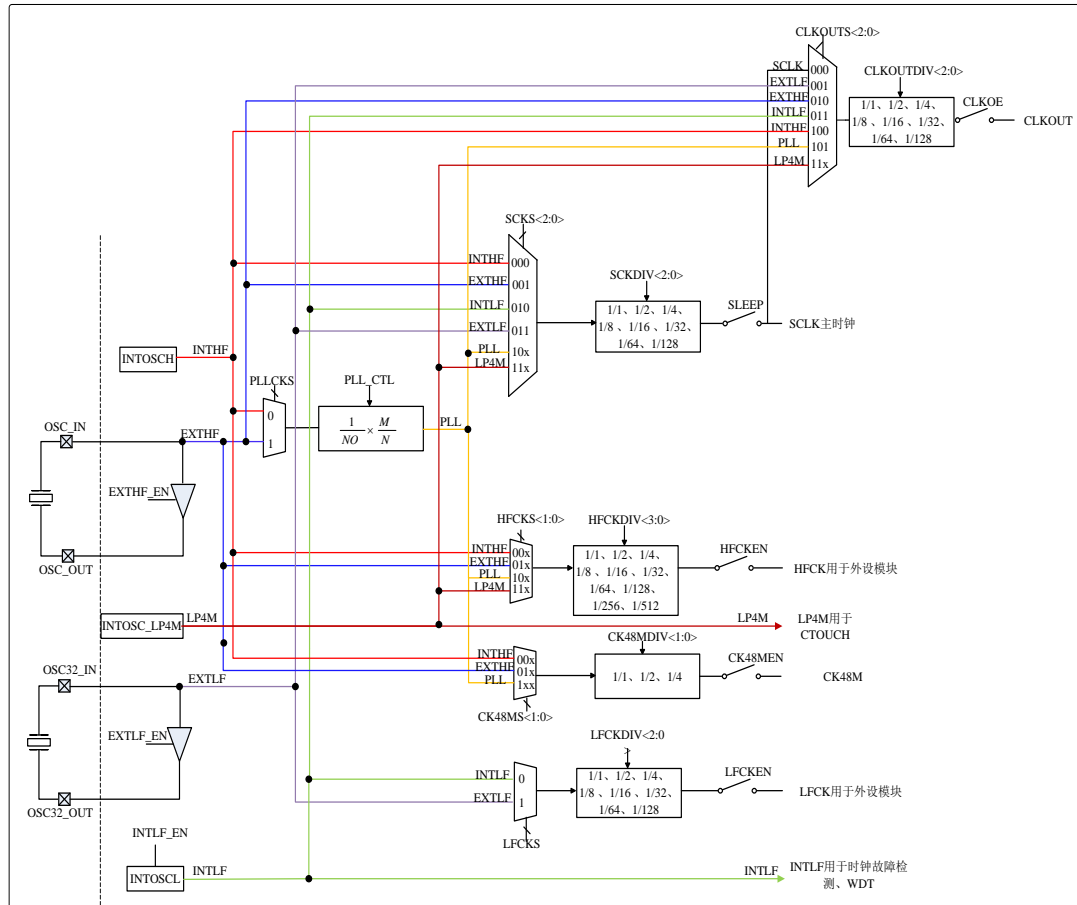 CLKOUTS<2:0>
SCLK
000
CLKOUTDIV<2:0>
EXTLF
001
EXTHF
010
INTLF
011
INTHF
100
PLL
101
LP4M
11x
1/1、1/2、1/4、
1/8 、1/16 、1/32、
1/64、1/128
CLKOE
CLKOUT
SCKS<2:0>
INTHF
000
EXTHF
001
INTLF
010
EXTLF
011
PLL
10x
LP4M
11x
SCKDIV<2:0>
1/1、1/2、1/4、
1/8 、1/16 、1/32、
1/64、1/128
SLEEP
SCLK主时钟
INTOSCH
INTHF
PLLCKS
0
1
PLL_CTL
1/NO × M/N
PLL
OSC_IN
EXTHF
EXTHF_EN
OSC_OUT
HFCKS<1:0>
INTHF
00x
EXTHF
01x
PLL
10x
LP4M
11x
HFCKDIV<3:0>
1/1、1/2、1/4、
1/8 、1/16 、1/32、
1/64、1/128、
1/256、1/512
HFCKEN
HFCK用于外设模块
INTOSC_LP4M
LP4M
LP4M
LP4M用于
CTOUCH
INTHF
00x
EXTHF
01x
PLL
1xx
CK48MS<1:0>
CK48MDIV<1:0>
1/1、1/2、1/4
CK48MEN
CK48M
OSC32_IN
EXTLF
EXTLF_EN
OSC32_OUT
LFCKDIV<2:0
>
INTLF
0
EXTLF
1
LFCKS
1/1、1/2、1/4、
1/8 、1/16 、1/32、
1/64、1/128
LFCKEN
LFCK用于外设模块
INTLF_EN
INTOSCL
INTLF
INTLF
INTLF用于时钟故障检
测、WDT